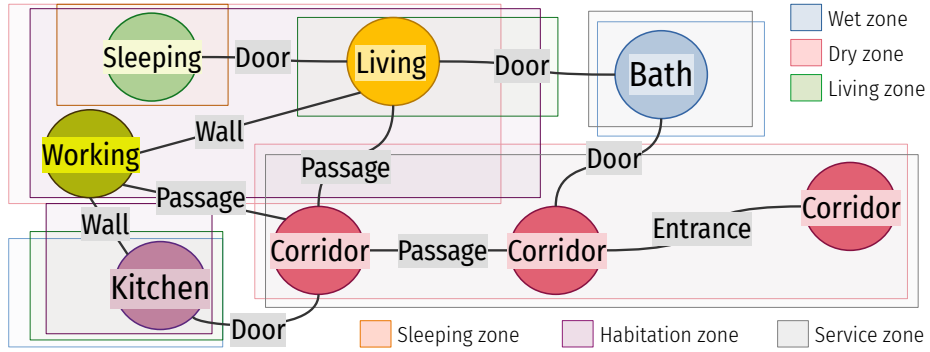 Sleeping
Door
Living
Door
Bath
Wet zone
Dry zone
Living zone
Wall
Working
Door
Passage
Passage
Corridor
Wall
Entrance
Corridor
Passage
Corridor
Kitchen
Door
Sleeping zone
Habitation zone
Service zone